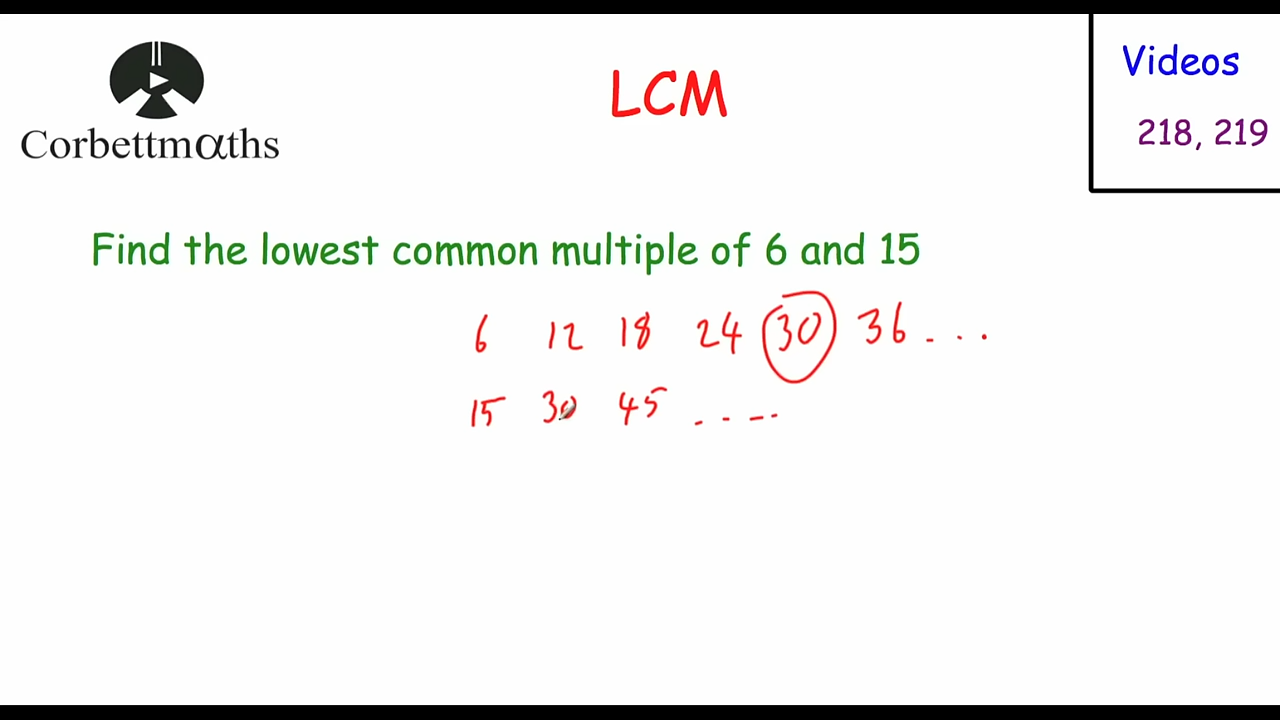 Corbettmαths
LCM
Videos
218, 219
Find the lowest common multiple of 6 and 15
6 12 18 24 30 36 . . .
15 30 45 . . . .